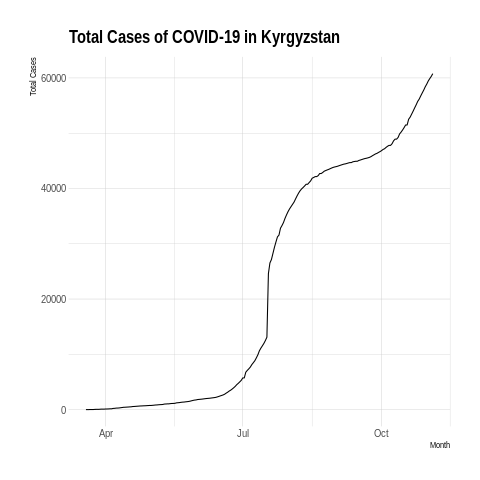 Total Cases of COVID-19 in Kyrgyzstan
Total Cases
60000
40000
20000
0
Apr Jul Oct
Month